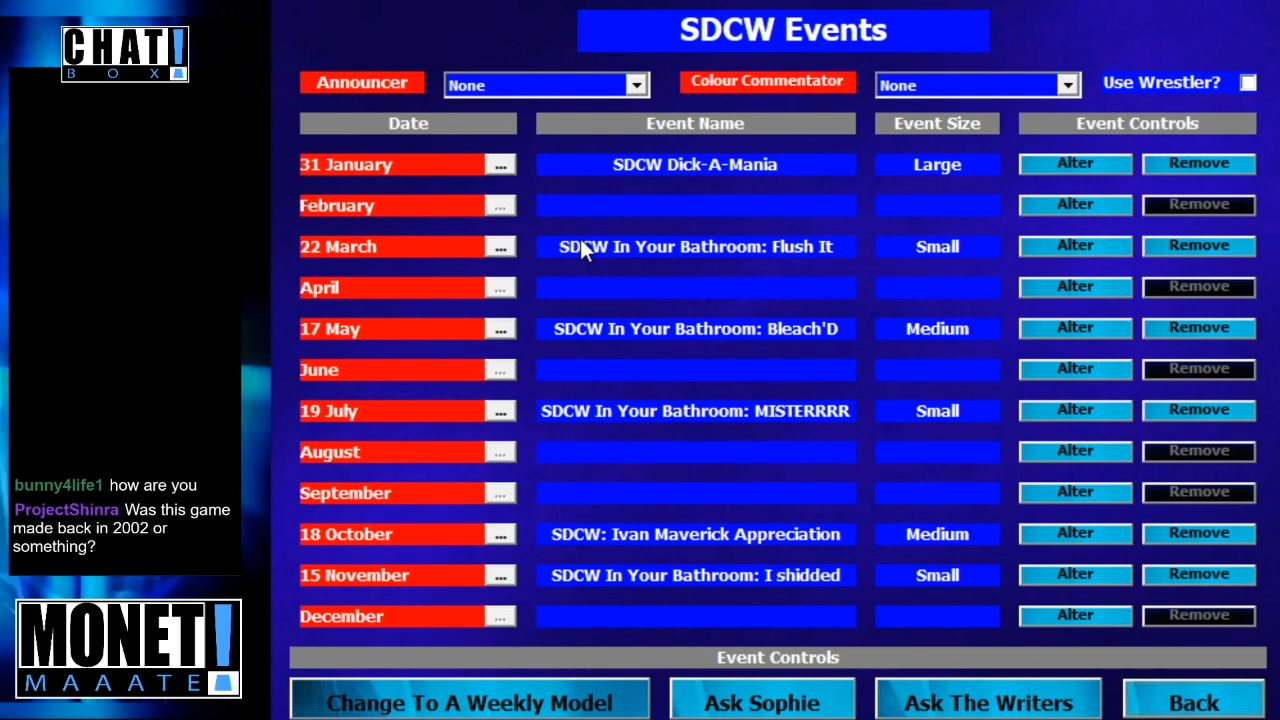 CHAT!
BOX
SDCW Events
Announcer None Colour Commentator None Use Wrestler?
Date Event Name Event Size Event Controls
31 January ... SDCW Dick-A-Mania Large Alter Remove
February ... Alter Remove
22 March ... SDCW In Your Bathroom: Flush It Small Alter Remove
April ... Alter Remove
17 May ... SDCW In Your Bathroom: Bleach'D Medium Alter Remove
June ... Alter Remove
19 July ... SDCW In Your Bathroom: MISTERRRR Small Alter Remove
August ... Alter Remove
September ... Alter Remove
18 October ... SDCW: Ivan Maverick Appreciation Medium Alter Remove
15 November ... SDCW In Your Bathroom: I shidded Small Alter Remove
December ... Alter Remove
Event Controls
Change To A Weekly Model Ask Sophie Ask The Writers Back
bunny4life1 how are you
ProjectShinra Was this game
made back in 2002 or
something?
MONET!
MAAATE